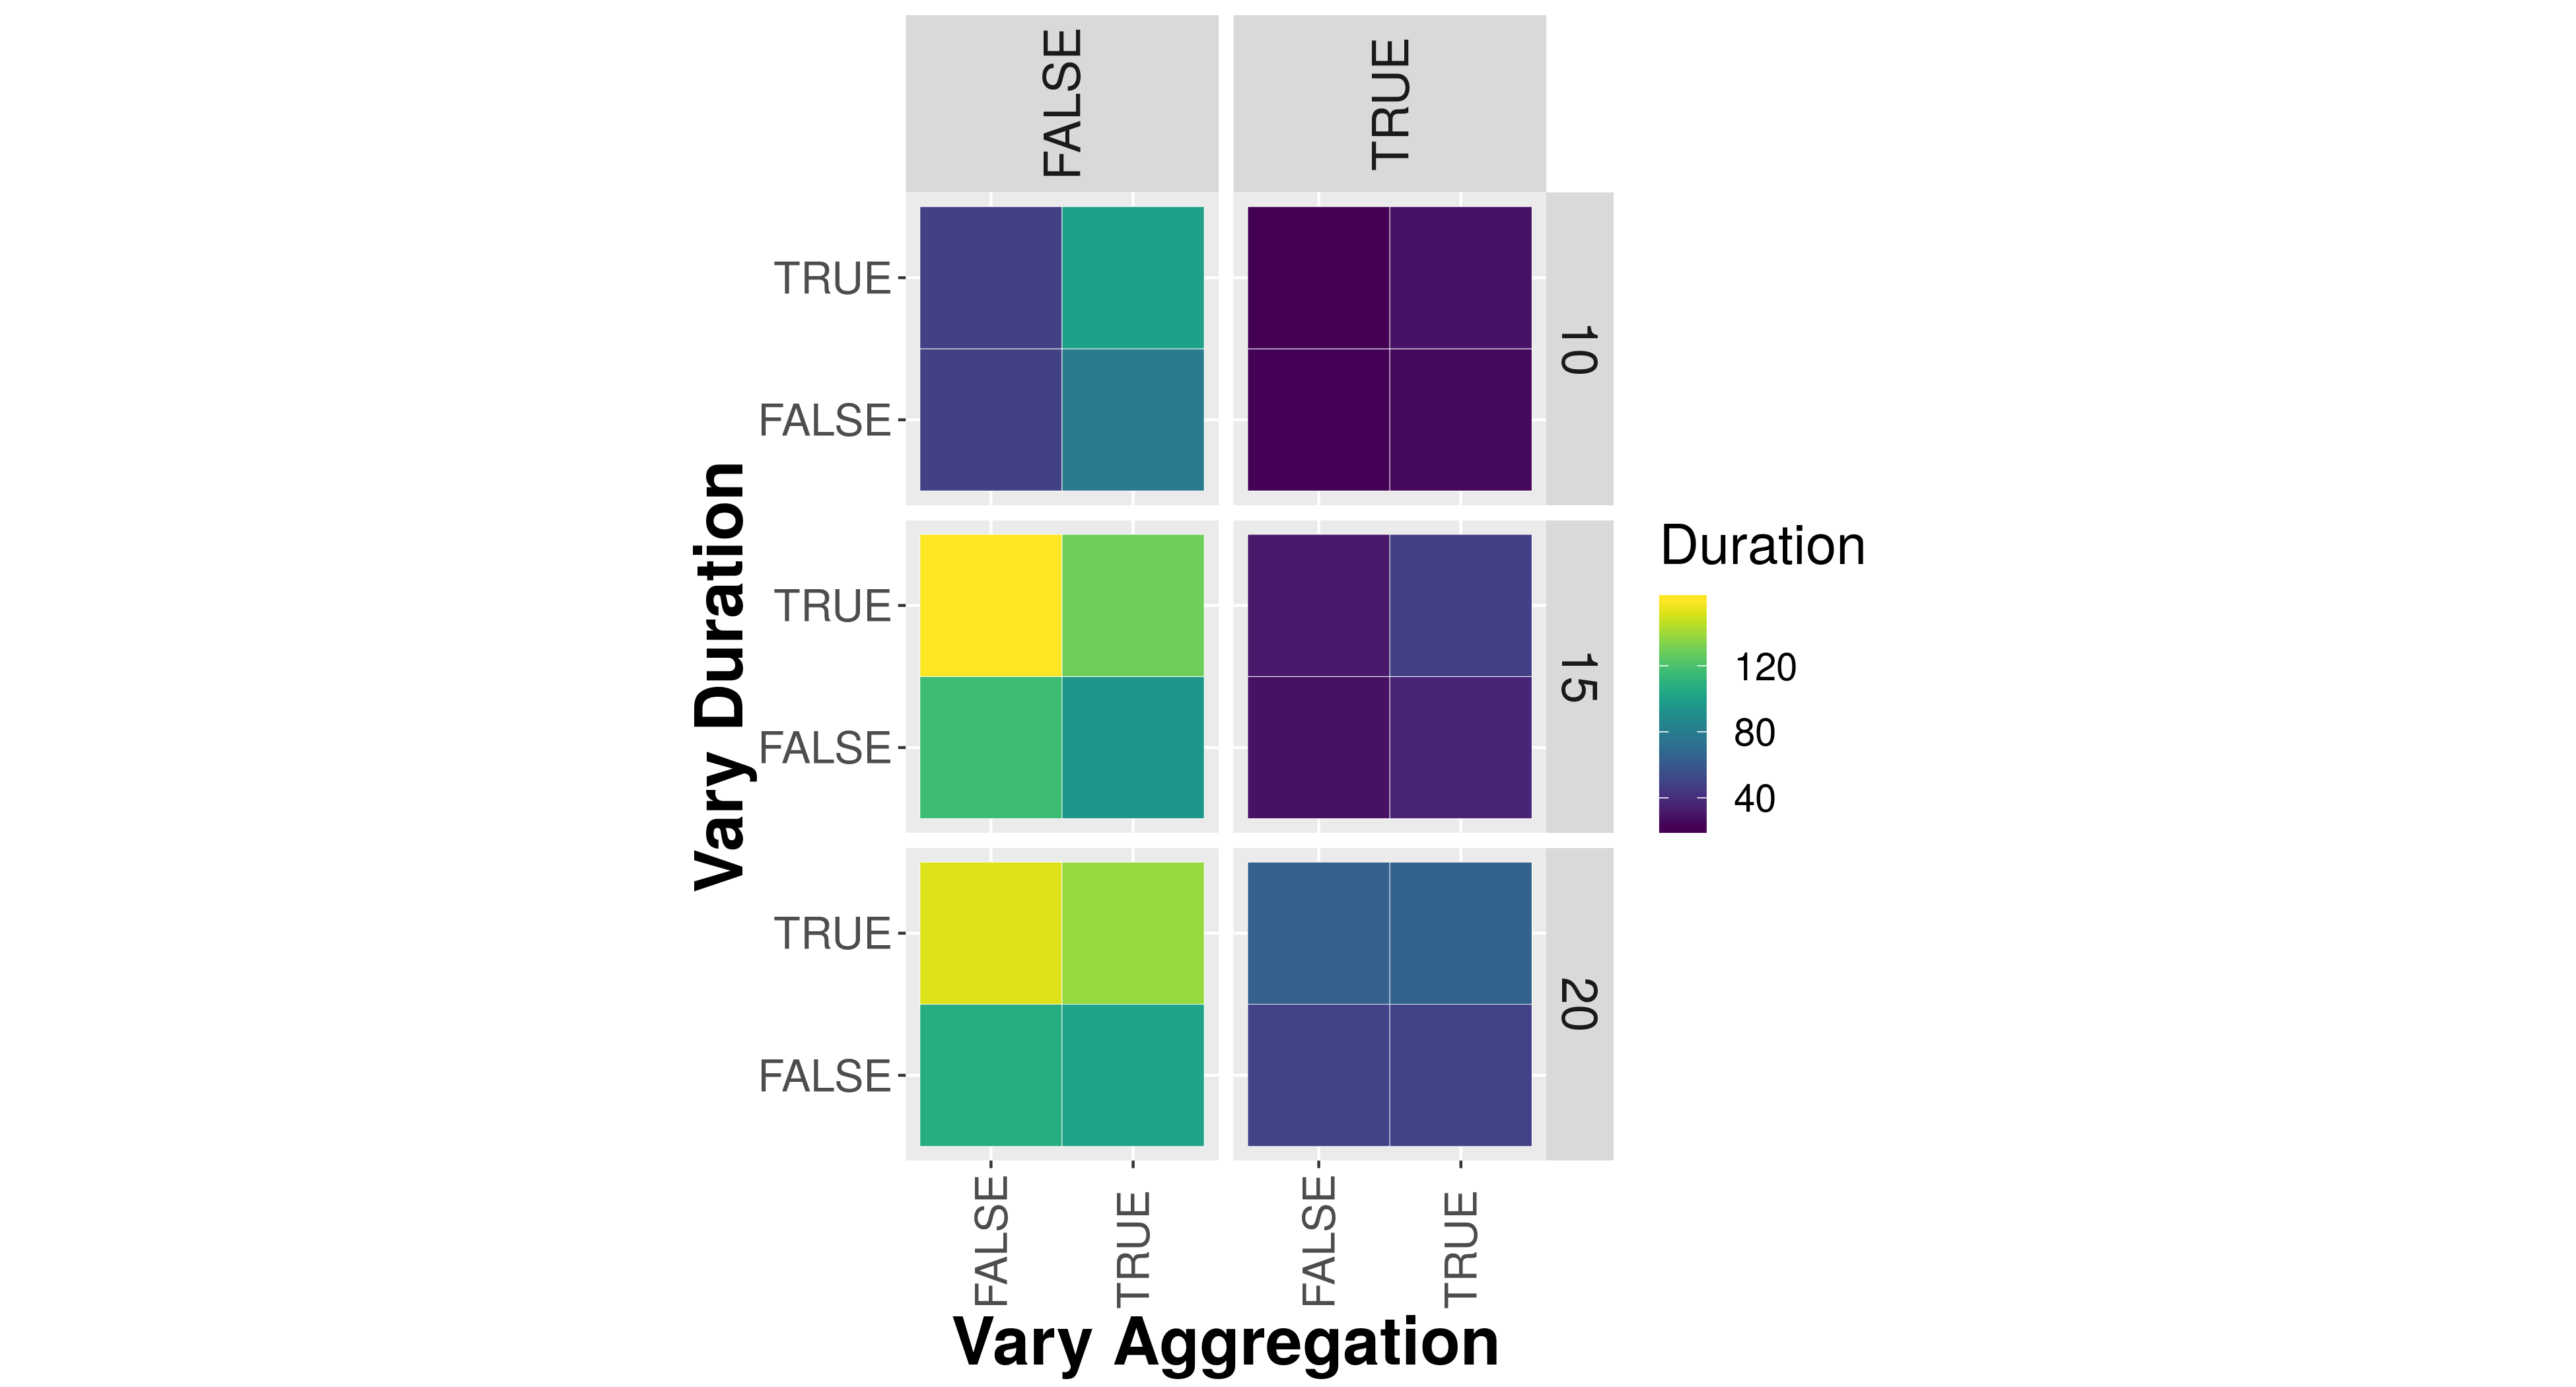 FALSE
TRUE
TRUE
FALSE
10
TRUE
FALSE
15
TRUE
FALSE
20
FALSE
TRUE
FALSE
TRUE
Vary Duration
Vary Aggregation
Duration
120
80
40